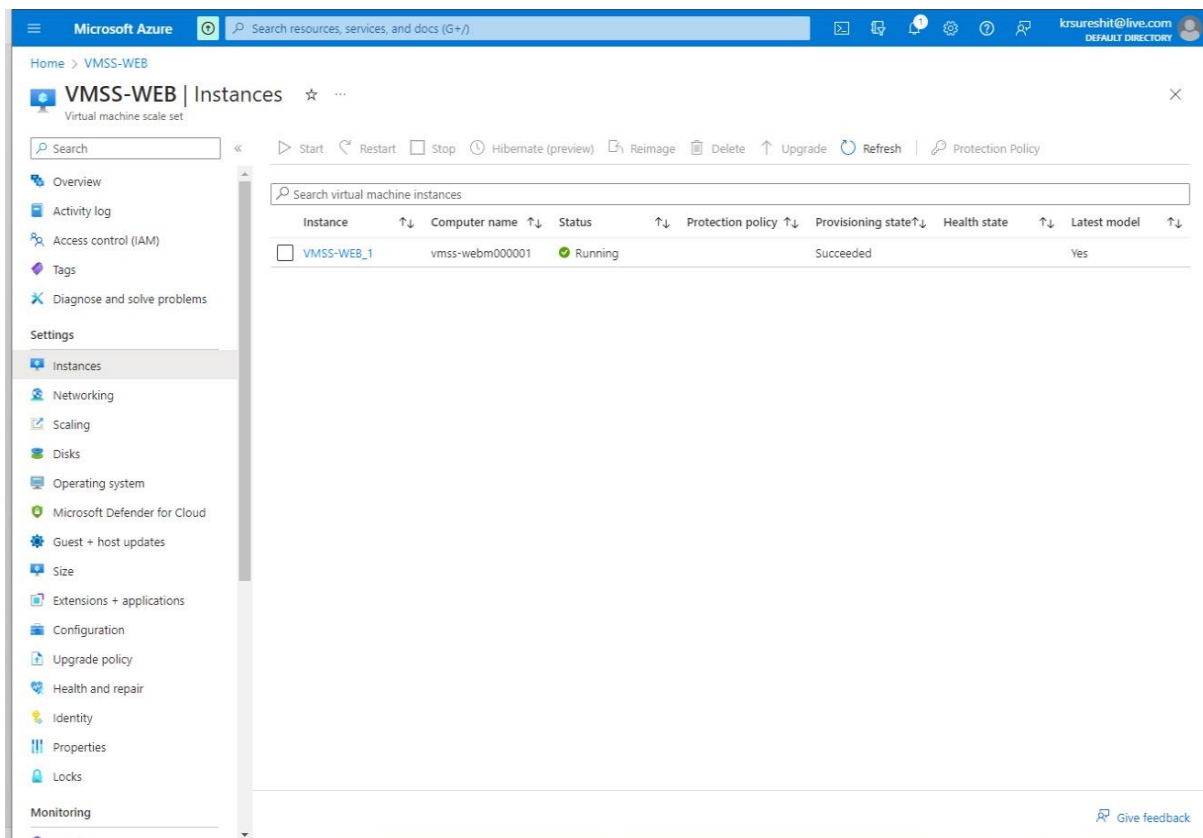 Microsoft Azure
Search resources, services, and docs (G+/)
1
krsureshit@live.com
DEFAULT DIRECTORY
Home > VMSS-WEB
VMSS-WEB | Instances
Virtual machine scale set
Search
Start Restart Stop Hibernate (preview) Reimage Delete Upgrade Refresh Protection Policy
Overview
Activity log
Access control (IAM)
Tags
Diagnose and solve problems
Settings
Instances
Networking
Scaling
Disks
Operating system
Microsoft Defender for Cloud
Guest + host updates
Size
Extensions + applications
Configuration
Upgrade policy
Health and repair
Identity
Properties
Locks
Monitoring
Search virtual machine instances
Instance Computer name Status Protection policy Provisioning state Health state Latest model
VMSS-WEB_1 vmss-webm000001 Running Succeeded Yes
Give feedback